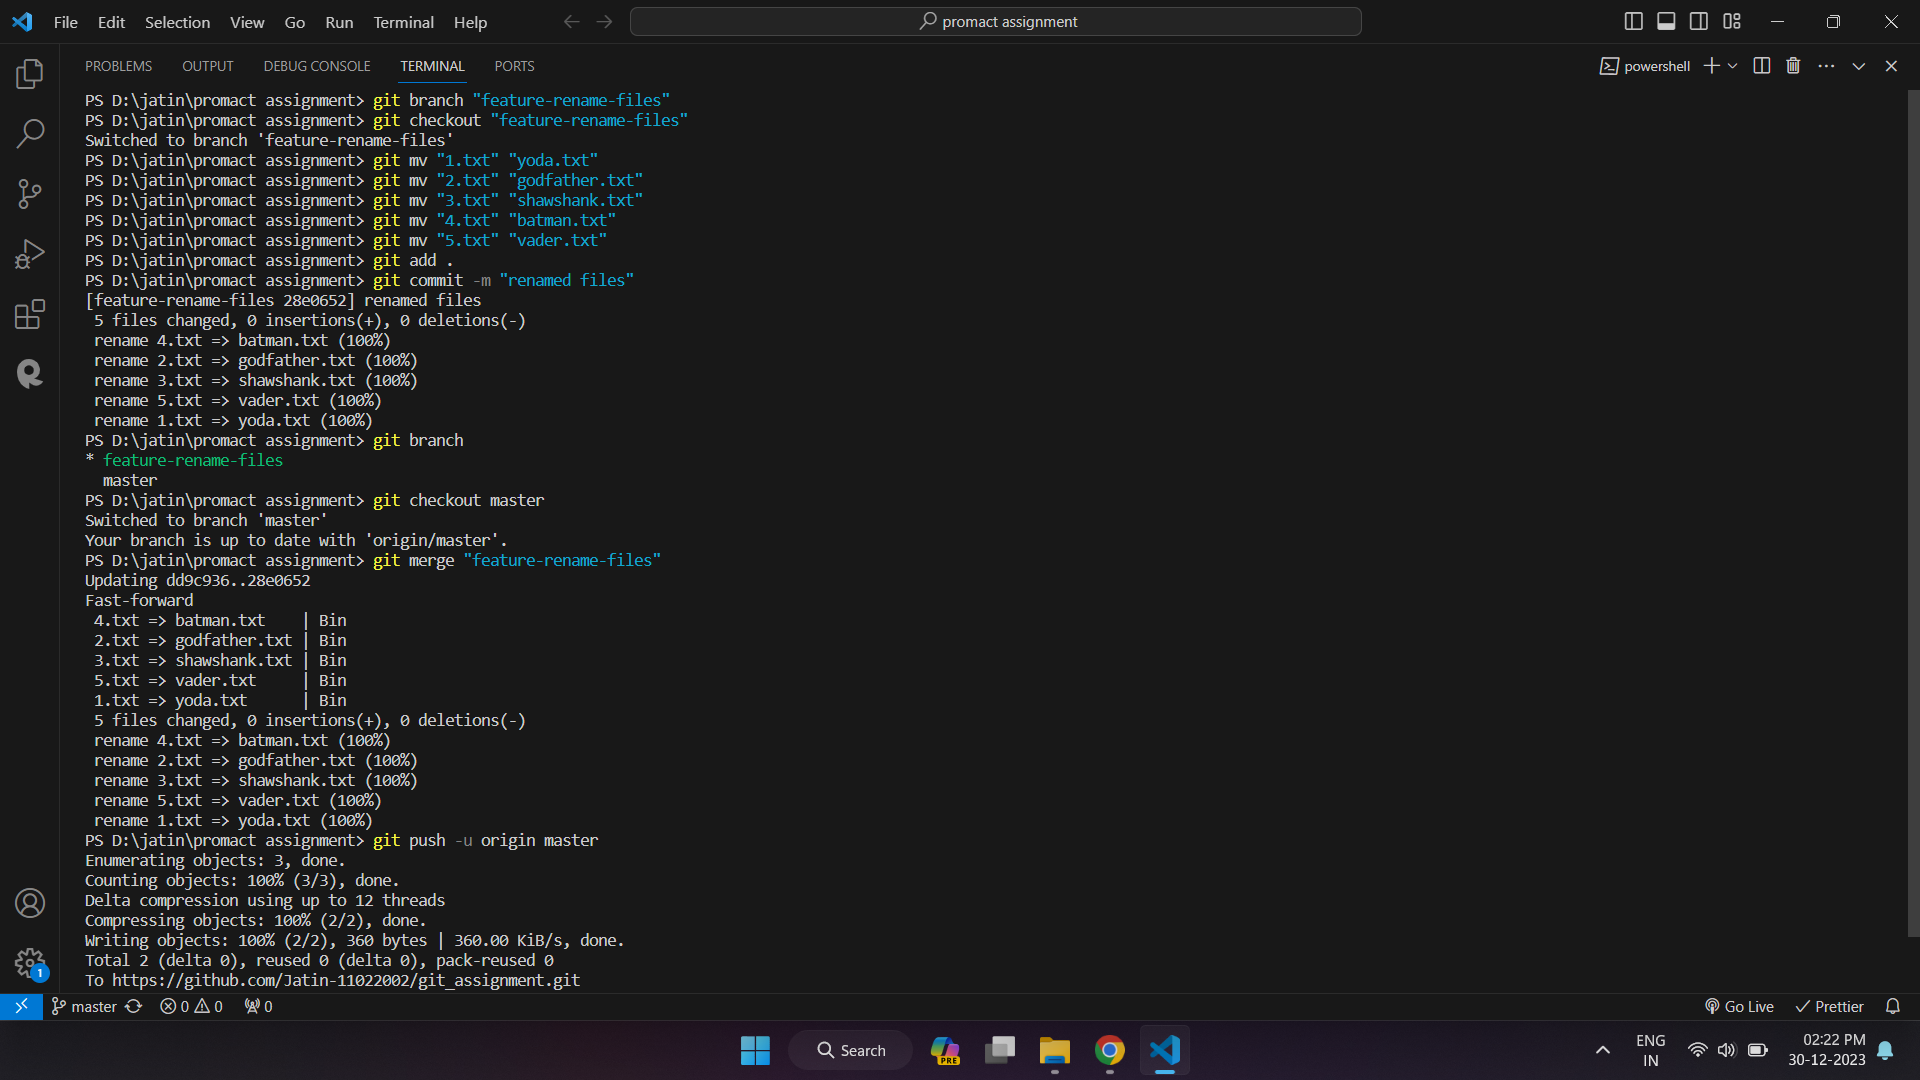 File Edit Selection View Go Run Terminal Help
promact assignment
PROBLEMS OUTPUT DEBUG CONSOLE TERMINAL PORTS
powershell
PS D:\jatin\promact assignment> git branch "feature-rename-files"
PS D:\jatin\promact assignment> git checkout "feature-rename-files"
Switched to branch 'feature-rename-files'
PS D:\jatin\promact assignment> git mv "1.txt" "yoda.txt"
PS D:\jatin\promact assignment> git mv "2.txt" "godfather.txt"
PS D:\jatin\promact assignment> git mv "3.txt" "shawshank.txt"
PS D:\jatin\promact assignment> git mv "4.txt" "batman.txt"
PS D:\jatin\promact assignment> git mv "5.txt" "vader.txt"
PS D:\jatin\promact assignment> git add .
PS D:\jatin\promact assignment> git commit -m "renamed files"
[feature-rename-files 28e0652] renamed files
 5 files changed, 0 insertions(+), 0 deletions(-)
 rename 4.txt => batman.txt (100%)
 rename 2.txt => godfather.txt (100%)
 rename 3.txt => shawshank.txt (100%)
 rename 5.txt => vader.txt (100%)
 rename 1.txt => yoda.txt (100%)
PS D:\jatin\promact assignment> git branch
* feature-rename-files
  master
PS D:\jatin\promact assignment> git checkout master
Switched to branch 'master'
Your branch is up to date with 'origin/master'.
PS D:\jatin\promact assignment> git merge "feature-rename-files"
Updating dd9c936..28e0652
Fast-forward
 4.txt => batman.txt    | Bin
 2.txt => godfather.txt | Bin
 3.txt => shawshank.txt | Bin
 5.txt => vader.txt     | Bin
 1.txt => yoda.txt      | Bin
 5 files changed, 0 insertions(+), 0 deletions(-)
 rename 4.txt => batman.txt (100%)
 rename 2.txt => godfather.txt (100%)
 rename 3.txt => shawshank.txt (100%)
 rename 5.txt => vader.txt (100%)
 rename 1.txt => yoda.txt (100%)
PS D:\jatin\promact assignment> git push -u origin master
Enumerating objects: 3, done.
Counting objects: 100% (3/3), done.
Delta compression using up to 12 threads
Compressing objects: 100% (2/2), done.
Writing objects: 100% (2/2), 360 bytes | 360.00 KiB/s, done.
Total 2 (delta 0), reused 0 (delta 0), pack-reused 0
To https://github.com/Jatin-11022002/git_assignment.git
1
master 0 0 0 Go Live Prettier
Search
PRE
ENG
IN
02:22 PM
30-12-2023